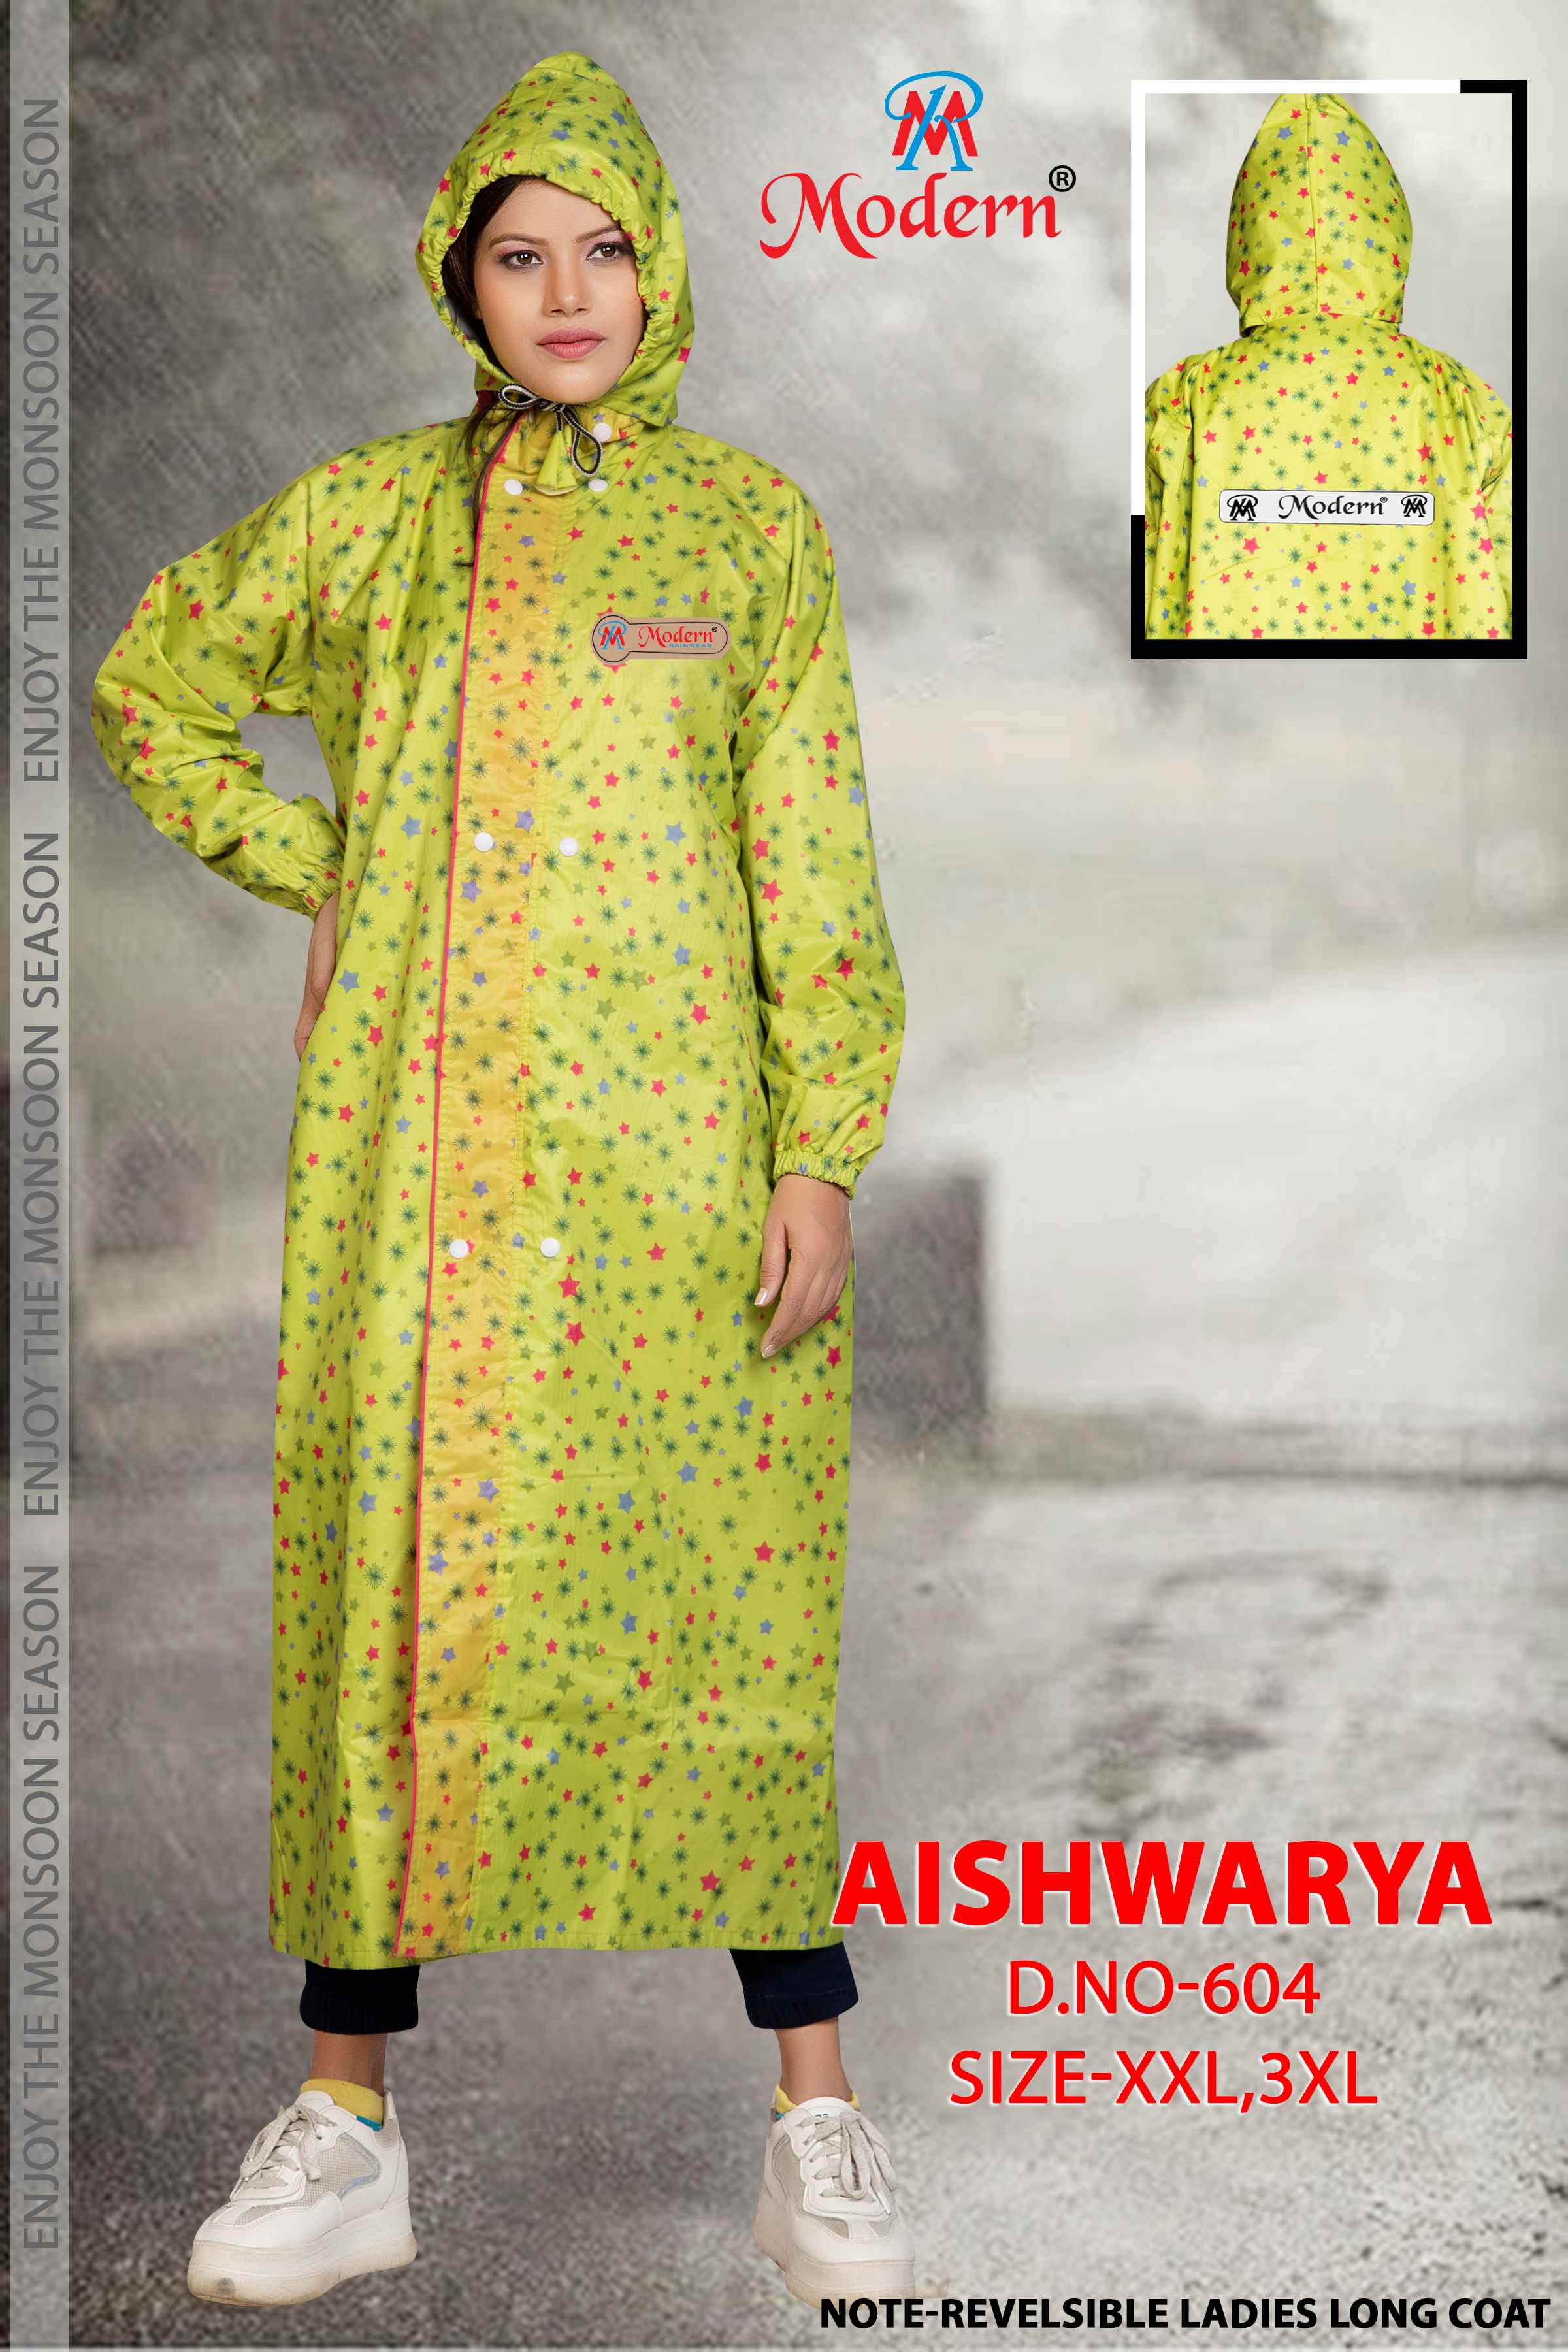 ENJOY THE MONSOON SEASON   ENJOY THE MONSOON SEASON   ENJOY THE MONSOON SEASON
Modern®
Modern®
Modern®
RAINWEAR
AISHWARYA
D.NO-604
SIZE-XXL,3XL
NOTE-REVELSIBLE LADIES LONG COAT